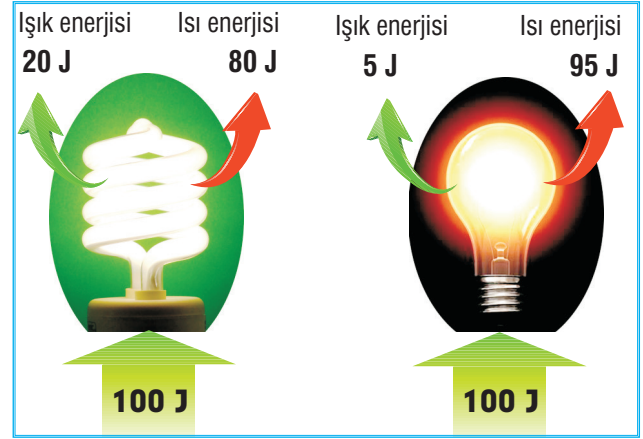 Işık enerjisi Isı enerjisi
20 J 80 J
100 J
Işık enerjisi Isı enerjisi
5 J 95 J
100 J